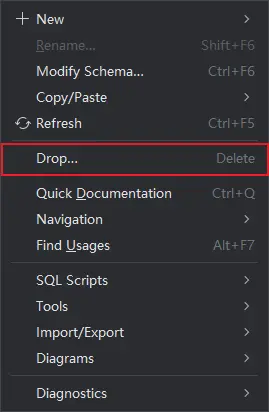 New
Rename... Shift+F6
Modify Schema... Ctrl+F6
Copy/Paste
Refresh Ctrl+F5
Drop... Delete
Quick Documentation Ctrl+Q
Navigation
Find Usages Alt+F7
SQL Scripts
Tools
Import/Export
Diagrams
Diagnostics